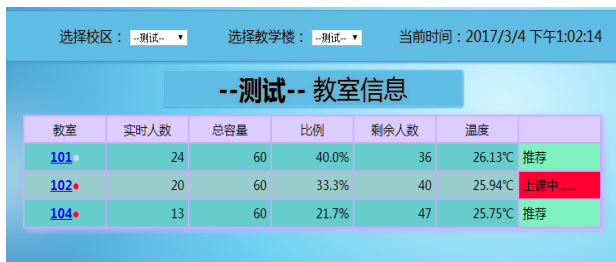 选择校区： --测试-- 选择教学楼： --测试-- 当前时间：2017/3/4 下午1:02:14
--测试-- 教室信息
教室 实时人数 总容量 比例 剩余人数 温度
101 24 60 40.0% 36 26.13℃ 推荐
102 20 60 33.3% 40 25.94℃ 上课中......
104 13 60 21.7% 47 25.75℃ 推荐